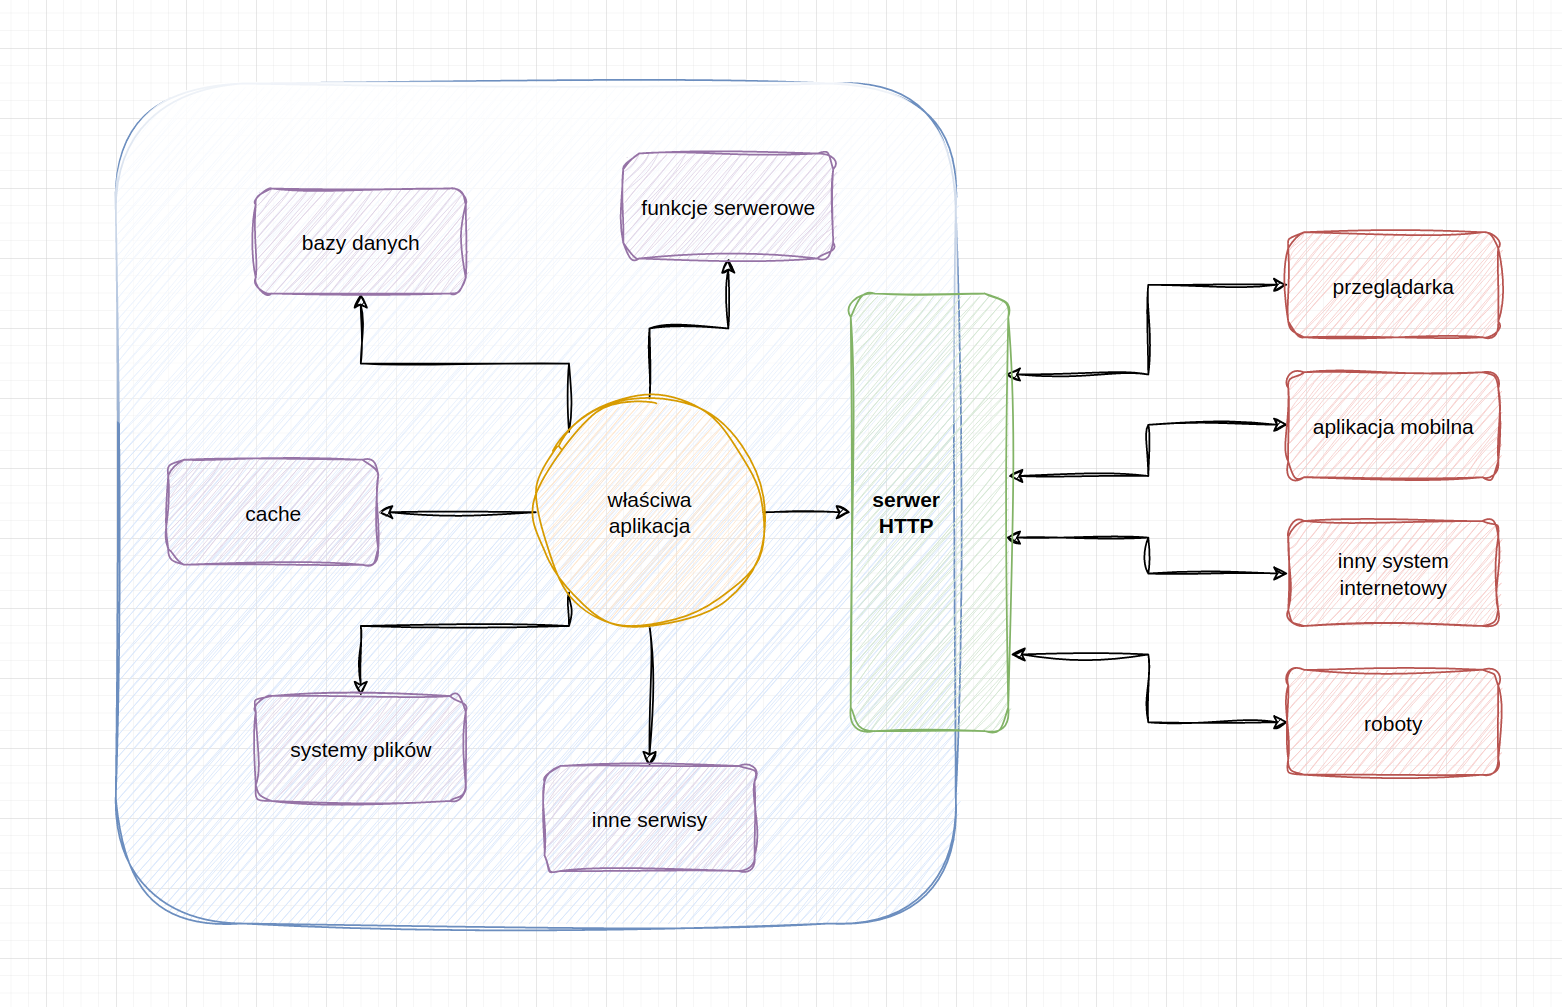 funkcje serwerowe
bazy danych
przeglądarka
aplikacja mobilna
właściwa
aplikacja
serwer
HTTP
cache
inny system
internetowy
roboty
systemy plików
inne serwisy